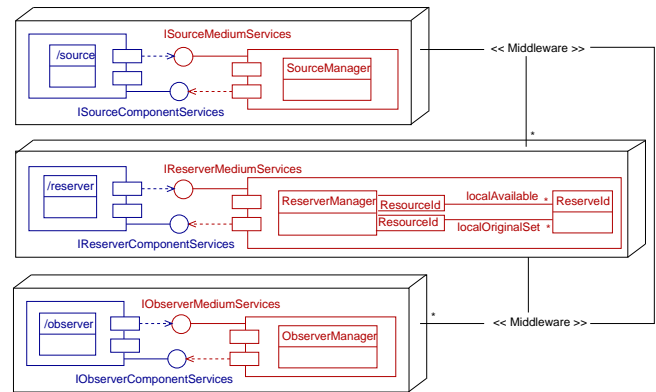 ISourceMediumServices
/source
SourceManager
<< Middleware >>
ISourceComponentServices
*
IReserverMediumServices
/reserver
ReserverManager
ResourceId
localAvailable
*
ReserveId
ResourceId
localOriginalSet
*
IReserverComponentServices
IObserverMediumServices
*
/observer
ObserverManager
<< Middleware >>
IObserverComponentServices